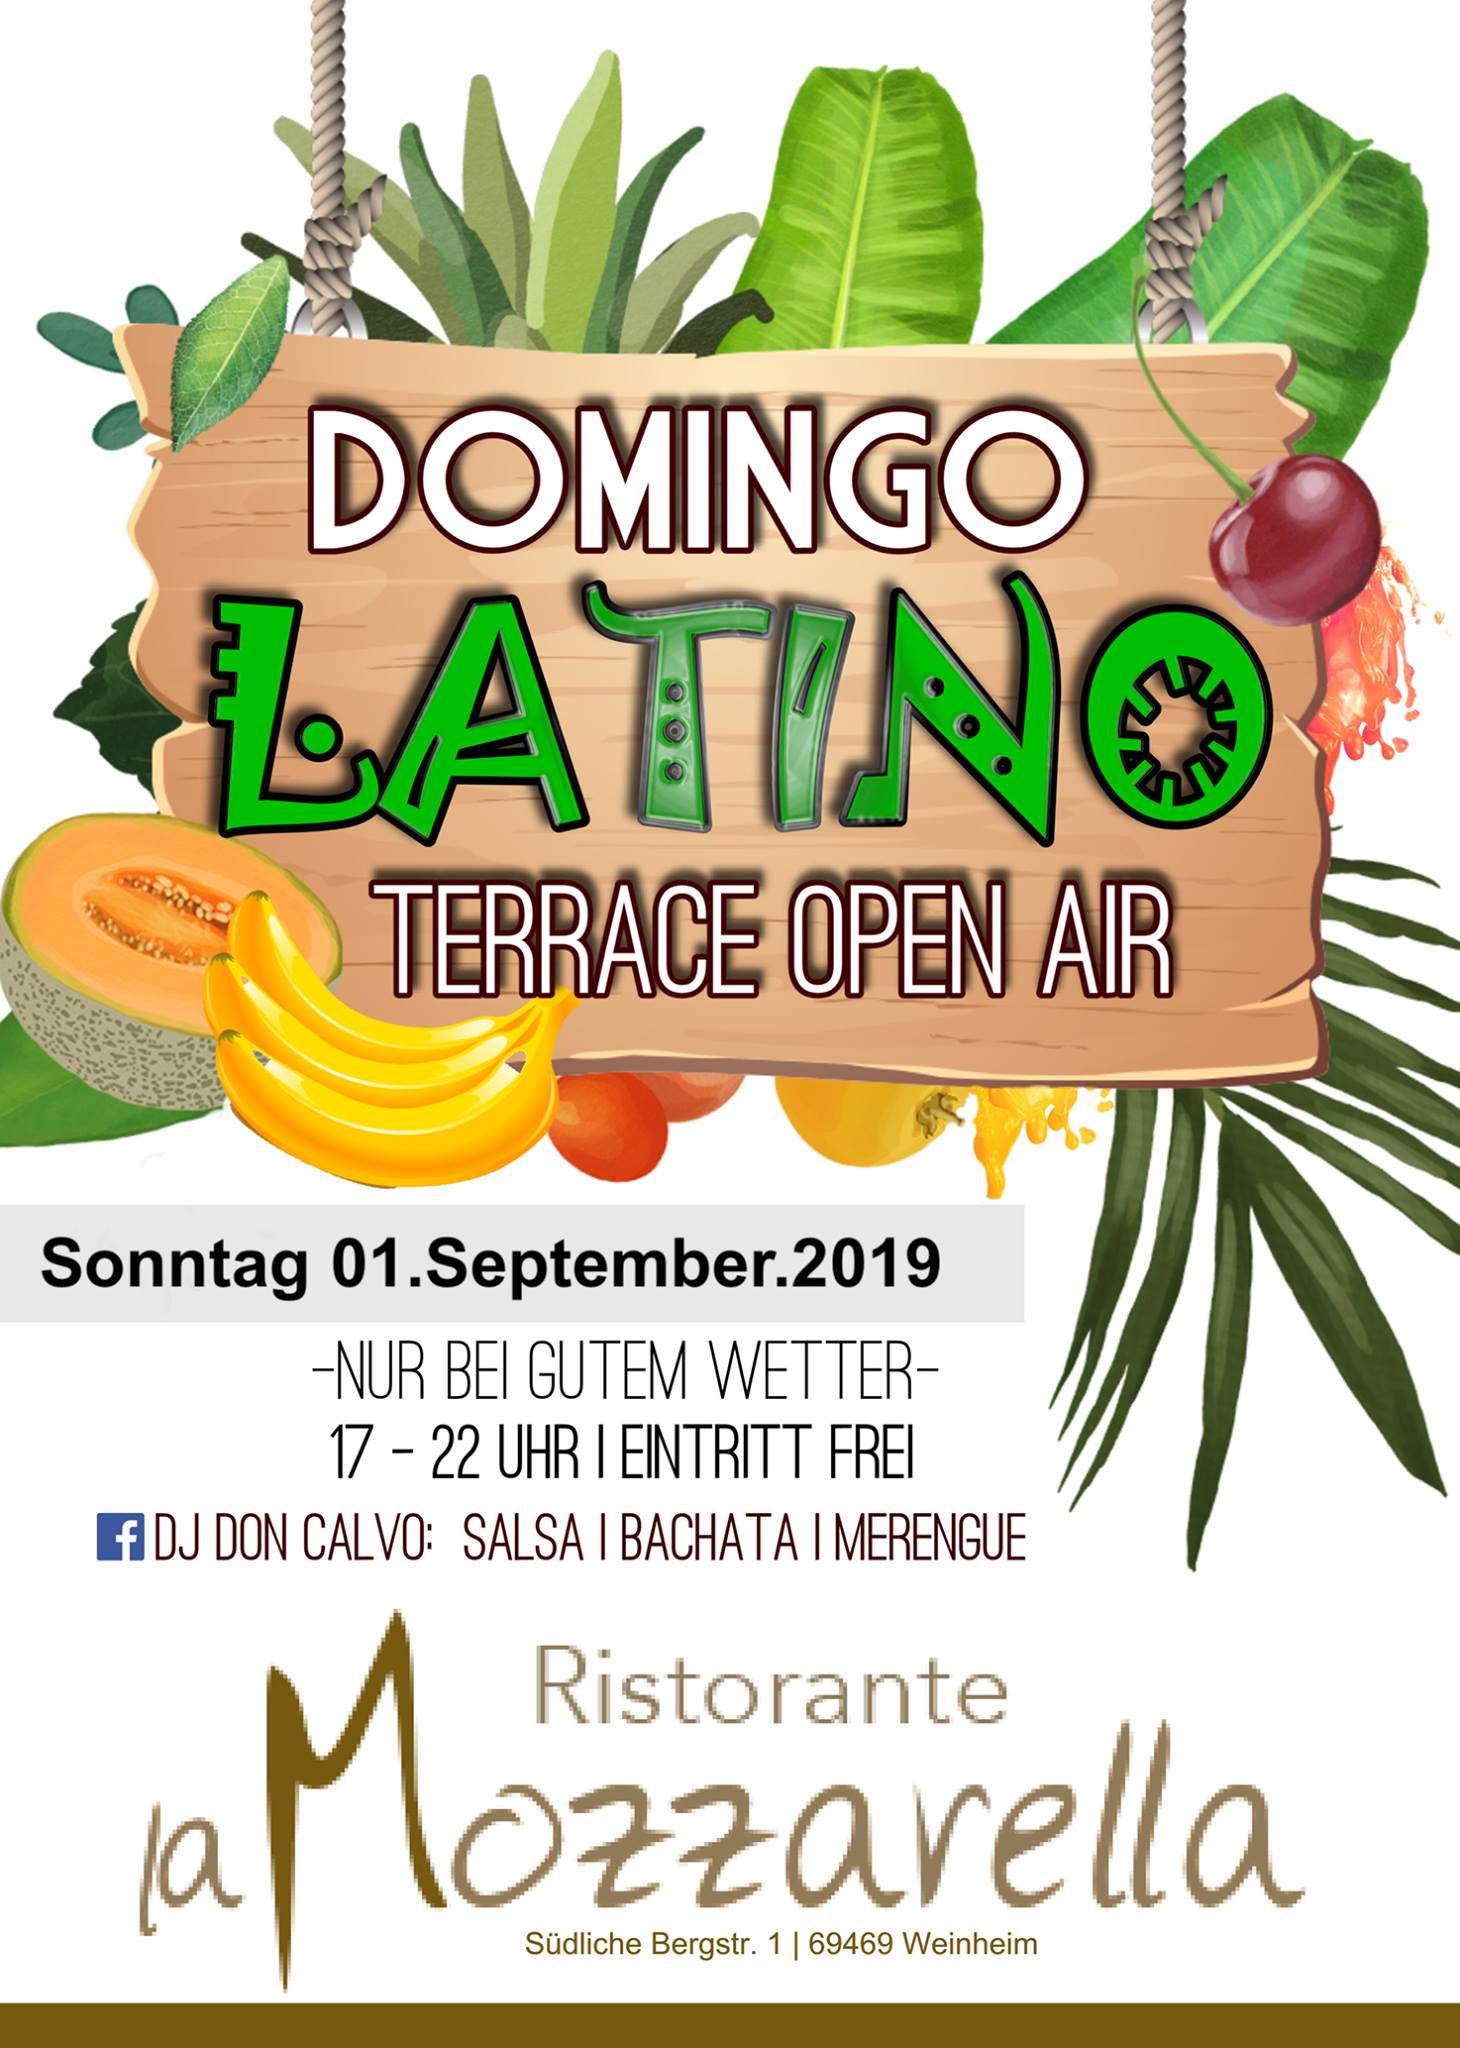 DOMINGO
LATINO
TERRACE OPEN AIR
Sonntag 01.September.2019
-NUR BEI GUTEM WETTER-
17 - 22 UHR | EINTRITT FREI
f DJ DON CALVO: SALSA | BACHATA | MERENGUE
Ristorante
la Mozzarella
Südliche Bergstr. 1 | 69469 Weinheim